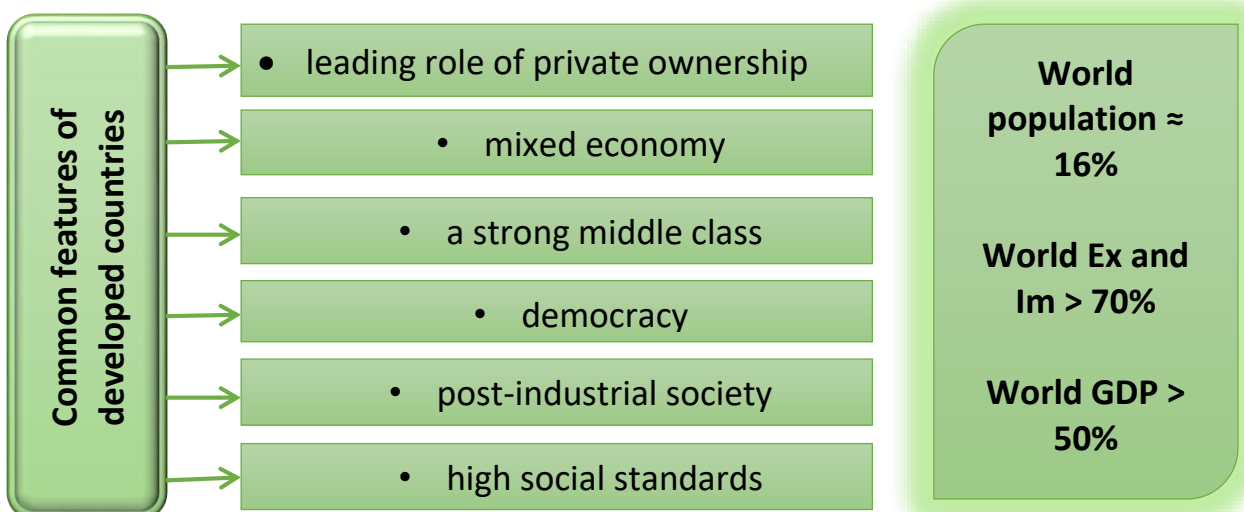 Common features of
developed countries
• leading role of private ownership
• mixed economy
• a strong middle class
• democracy
• post-industrial society
• high social standards
World
population ≈
16%
World Ex and
Im > 70%
World GDP >
50%